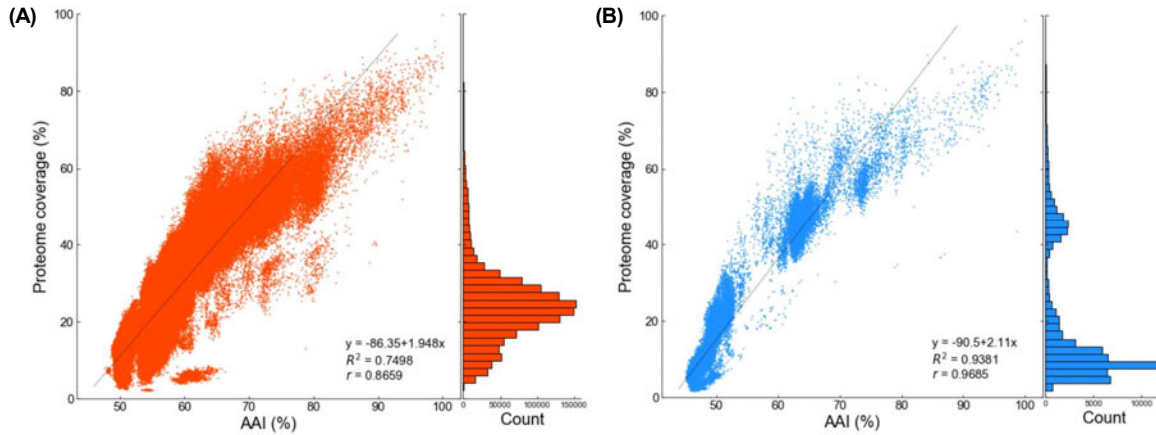 (A)
100
80
60
40
20
0
Proteome coverage (%)
y = -86.35+1.948x
R² = 0.7498
r = 0.8659
50 60 70 80 90 100
AAI (%)
0 50000 100000 150000
Count
(B)
100
80
60
40
20
0
Proteome coverage (%)
y = -90.5+2.11x
R² = 0.9381
r = 0.9685
50 60 70 80 90 100
AAI (%)
0 5000 10000
Count